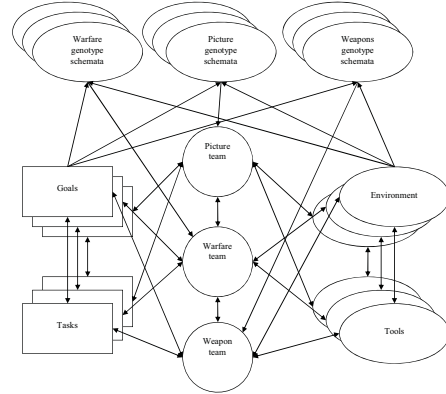 Warfare
genotype
schemata
Picture
genotype
schemata
Weapons
genotype
schemata
Picture
team
Goals
Environment
Warfare
team
Tasks
Weapon
team
Tools